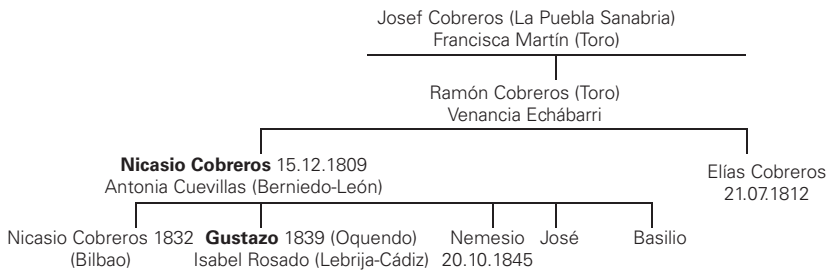 Josef Cobreros (La Puebla Sanabria)
Francisca Martín (Toro)
Ramón Cobreros (Toro)
Venancia Echábarri
Nicasio Cobreros 15.12.1809
Antonia Cuevillas (Berniedo-León)
Elías Cobreros
21.07.1812
Nicasio Cobreros 1832
(Bilbao)
Gustazo 1839 (Oquendo)
Isabel Rosado (Lebrija-Cádiz)
Nemesio
20.10.1845
José
Basilio